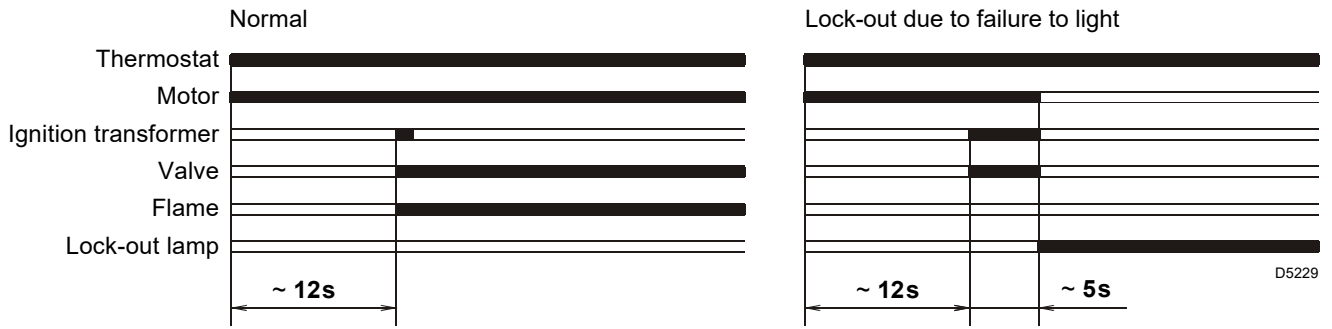 Normal
Lock-out due to failure to light
Thermostat
Motor
Ignition transformer
Valve
Flame
Lock-out lamp
D5229
~ 12s
~ 12s
~ 5s